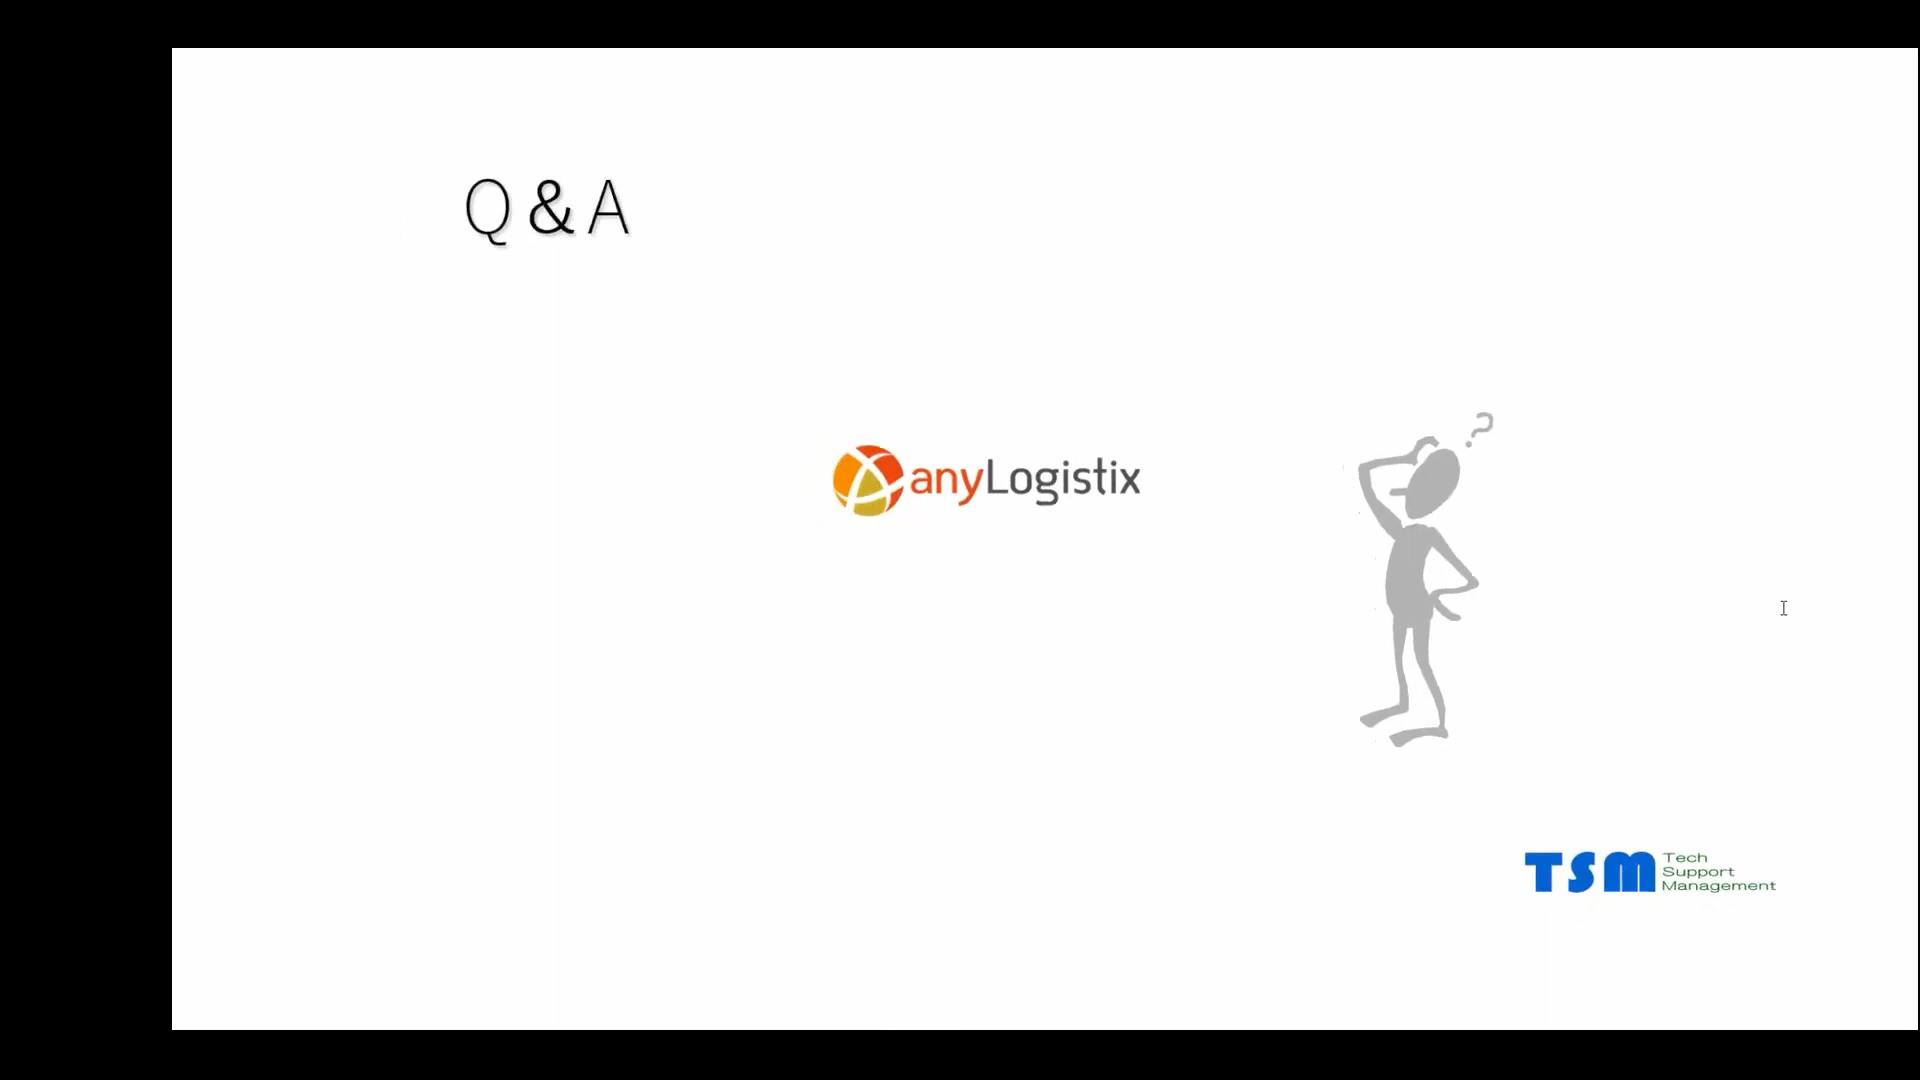 Q & A
?
anyLogistix
TSM Tech
Support
Management